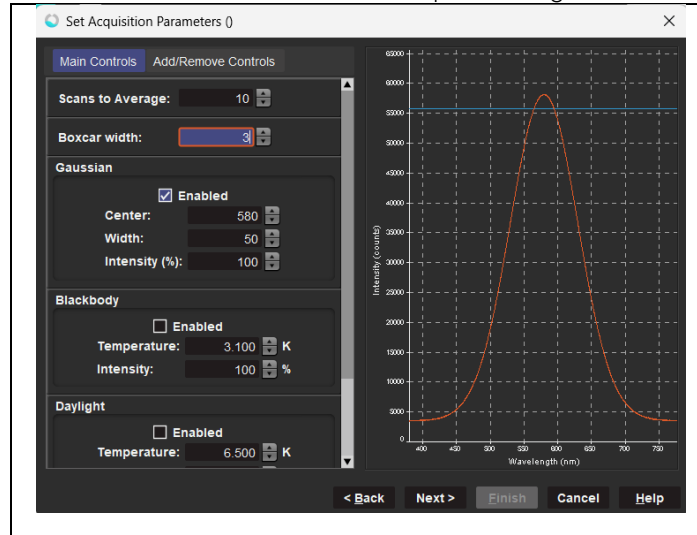 Set Acquisition Parameters ()
Main Controls Add/Remove Controls
Scans to Average: 10
Boxcar width: 3
Gaussian
Enabled
Center: 580
Width: 50
Intensity (%): 100
Blackbody
Enabled
Temperature: 3.100 K
Intensity: 100 %
Daylight
Enabled
Temperature: 6.500 K
65000
60000
55000
50000
45000
40000
35000
30000
25000
20000
15000
10000
5000
0
Intensity (counts)
400 450 500 550 600 650 700 750
Wavelength (nm)
< Back Next > Finish Cancel Help